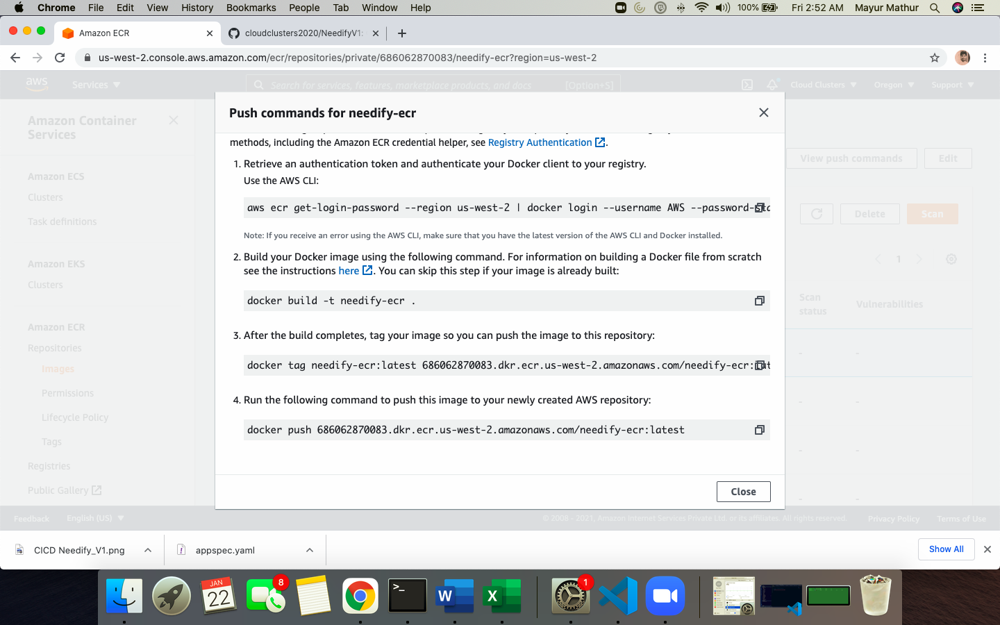 Chrome File Edit View History Bookmarks People Tab Window Help 100% Fri 2:52 AM Mayur Mathur
Amazon ECR cloudclusters2020/NeedifyV1:
us-west-2.console.aws.amazon.com/ecr/repositories/private/686062870083/needify-ecr?region=us-west-2
aws Services Search for services, features, marketplace products, and docs [Option+S] Cloud Clusters Oregon Support
Amazon Container
Services
Amazon ECS
Clusters
Task definitions
Amazon EKS
Clusters
Amazon ECR
Repositories
Images
Permissions
Lifecycle Policy
Tags
Registries
Public Gallery
Push commands for needify-ecr
methods, including the Amazon ECR credential helper, see Registry Authentication .
1. Retrieve an authentication token and authenticate your Docker client to your registry.
Use the AWS CLI:
aws ecr get-login-password --region us-west-2 | docker login --username AWS --password-
Note: If you receive an error using the AWS CLI, make sure that you have the latest version of the AWS CLI and Docker installed.
2. Build your Docker image using the following command. For information on building a Docker file from scratch
see the instructions here . You can skip this step if your image is already built:
docker build -t needify-ecr .
3. After the build completes, tag your image so you can push the image to this repository:
docker tag needify-ecr:latest 686062870083.dkr.ecr.us-west-2.amazonaws.com/needify-ecr:
4. Run the following command to push this image to your newly created AWS repository:
docker push 686062870083.dkr.ecr.us-west-2.amazonaws.com/needify-ecr:latest
Close
View push commands Edit
Delete Scan
1
Scan
status
Vulnerabilities
- -
- -
- -
- -
Feedback English (US) © 2008 - 2021, Amazon Internet Services Private Ltd. or its affiliates. All rights reserved. Privacy Policy Terms of Use
CICD Needify_V1.png appspec.yaml Show All
JAN
22
8
>_
W
X
1